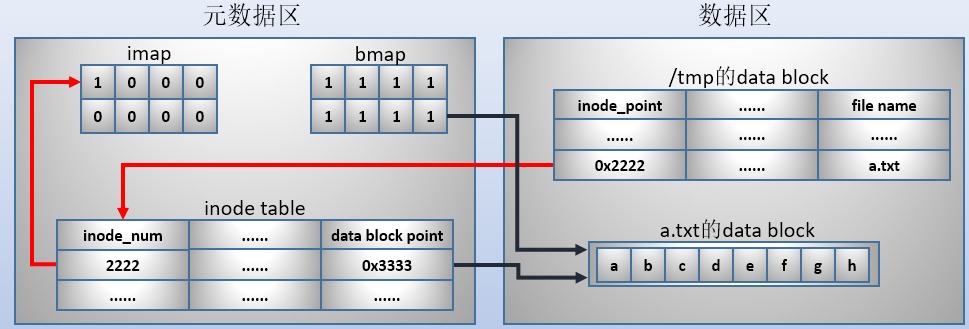 元数据区
数据区
imap
bmap
1 0 0 0
0 0 0 0
1 1 1 1
1 1 1 1
/tmp的data block
inode_point ...... file name
...... ...... ......
0x2222 ...... a.txt
inode table
inode_num ...... data block point
2222 ...... 0x3333
...... ...... ......
a.txt的data block
a b c d e f g h